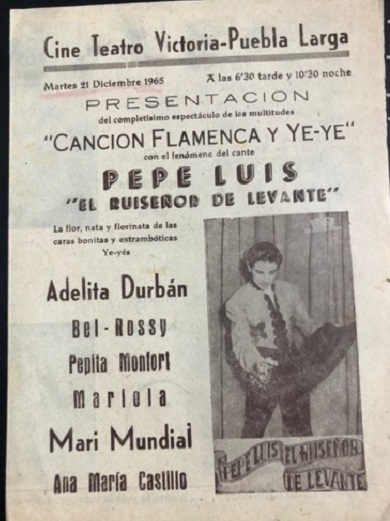 Cine Teatro Victoria-Puebla Larga
Martes 21 Diciembre 1965 A las 6'30 tarde y 10'30 noche
PRESENTACIÓN
del completísimo espectáculo de las multitudes
"CANCION FLAMENCA Y YE-YE"
con el fenómene del cante
PEPE LUIS
"EL RUISEÑOR DE LEVANTE"
La flor, nata y fiorinata de las
caras bonitas y estrambóticas
Ye-yés
Adelita Durbán
Bel-Rossy
Pepita Monfort
Mariola
Mari Mundial
Ana María Castillo
PEPE LUIS EL RUISEÑOR
DE LEVANTE